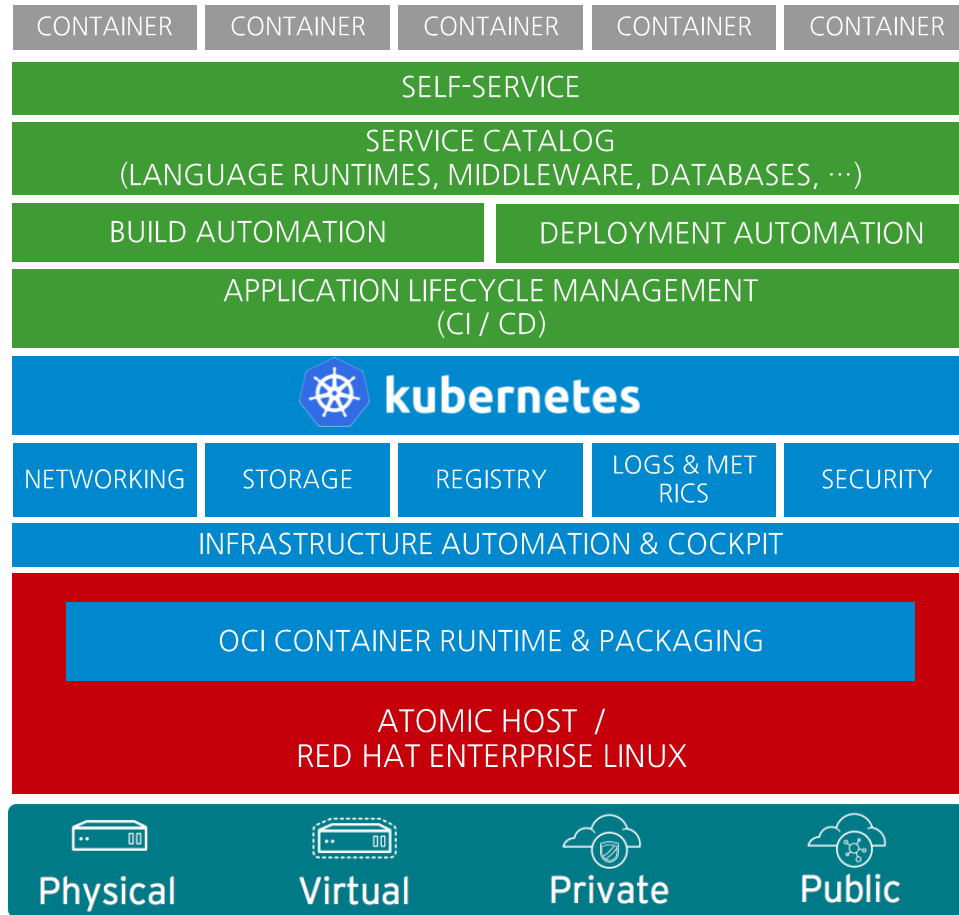 CONTAINER CONTAINER CONTAINER CONTAINER CONTAINER
SELF-SERVICE
SERVICE CATALOG
(LANGUAGE RUNTIMES, MIDDLEWARE, DATABASES, ···)
BUILD AUTOMATION DEPLOYMENT AUTOMATION
APPLICATION LIFECYCLE MANAGEMENT
(CI / CD)
kubernetes
NETWORKING STORAGE REGISTRY LOGS & MET
RICS SECURITY
INFRASTRUCTURE AUTOMATION & COCKPIT
OCI CONTAINER RUNTIME & PACKAGING
ATOMIC HOST /
RED HAT ENTERPRISE LINUX
Physical Virtual Private Public